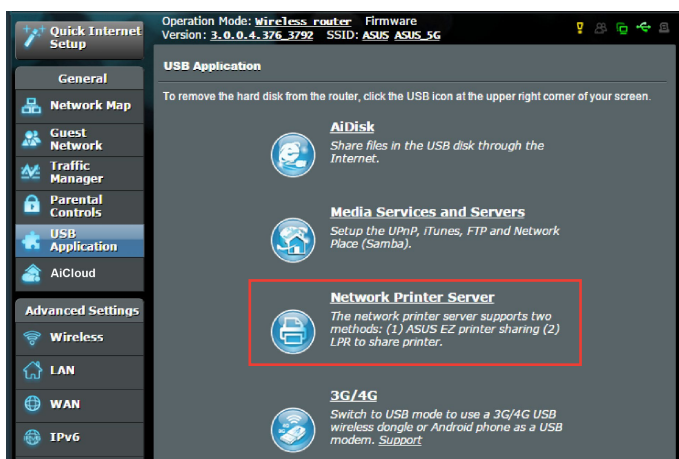 Quick Internet
Setup
Operation Mode: Wireless router Firmware
Version: 3.0.0.4.376_3792 SSID: ASUS ASUS_5G
General
Network Map
Guest
Network
Traffic
Manager
Parental
Controls
USB
Application
AiCloud
Advanced Settings
Wireless
LAN
WAN
IPv6
USB Application
To remove the hard disk from the router, click the USB icon at the upper right corner of your screen.
AiDisk
Share files in the USB disk through the
Internet.
Media Services and Servers
Setup the UPnP, iTunes, FTP and Network
Place (Samba).
Network Printer Server
The network printer server supports two
methods: (1) ASUS EZ printer sharing (2)
LPR to share printer.
3G/4G
Switch to USB mode to use a 3G/4G USB
wireless dongle or Android phone as a USB
modem. Support